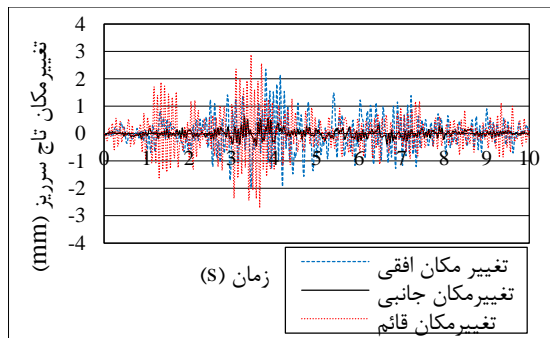 تغییرمکان تاج سرریز (mm)
4
3
2
1
0
-1
-2
-3
-4
0 1 2 3 4 5 6 7 8 9 10
زمان (s)
تغییر مکان افقی
تغییرمکان جانبی
تغییرمکان قائم